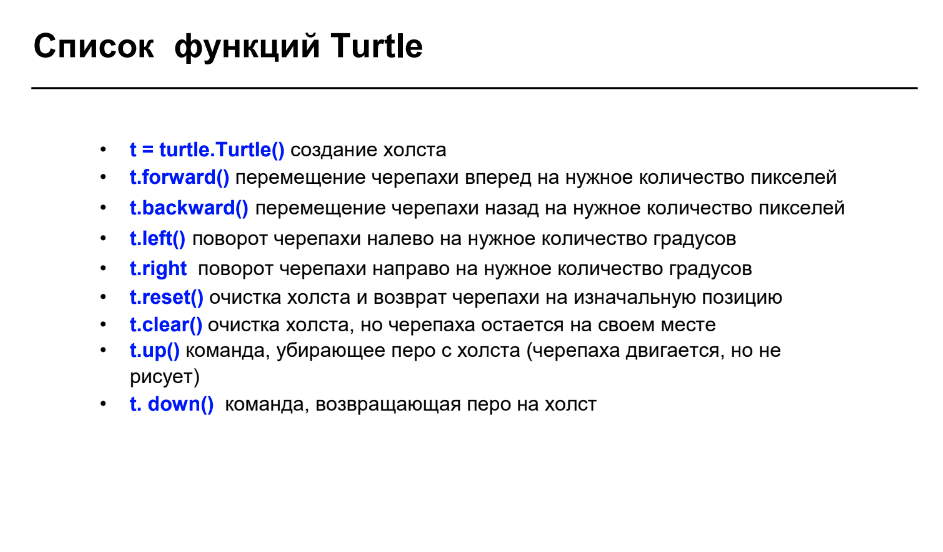 Список функций Turtle
• t = turtle.Turtle() создание холста
• t.forward() перемещение черепахи вперед на нужное количество пикселей
• t.backward() перемещение черепахи назад на нужное количество пикселей
• t.left() поворот черепахи налево на нужное количество градусов
• t.right поворот черепахи направо на нужное количество градусов
• t.reset() очистка холста и возврат черепахи на изначальную позицию
• t.clear() очистка холста, но черепаха остается на своем месте
• t.up() команда, убирающее перо с холста (черепаха двигается, но не
рисует)
• t. down() команда, возвращающая перо на холст